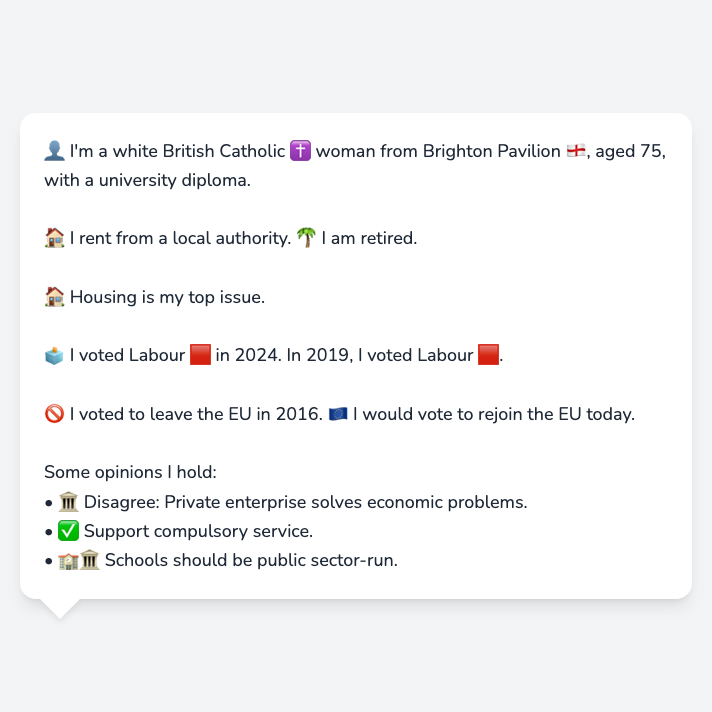 👤 I'm a white British Catholic ✝️ woman from Brighton Pavilion 🏴󠁧󠁢󠁥󠁮󠁧󠁿, aged 75,
with a university diploma.
🏠 I rent from a local authority. 🌴 I am retired.
🏠 Housing is my top issue.
🗳️ I voted Labour 🟥 in 2024. In 2019, I voted Labour 🟥.
🚫 I voted to leave the EU in 2016. 🇪🇺 I would vote to rejoin the EU today.
Some opinions I hold:
• 🏛️ Disagree: Private enterprise solves economic problems.
• ✅ Support compulsory service.
• 🏫🏛️ Schools should be public sector-run.